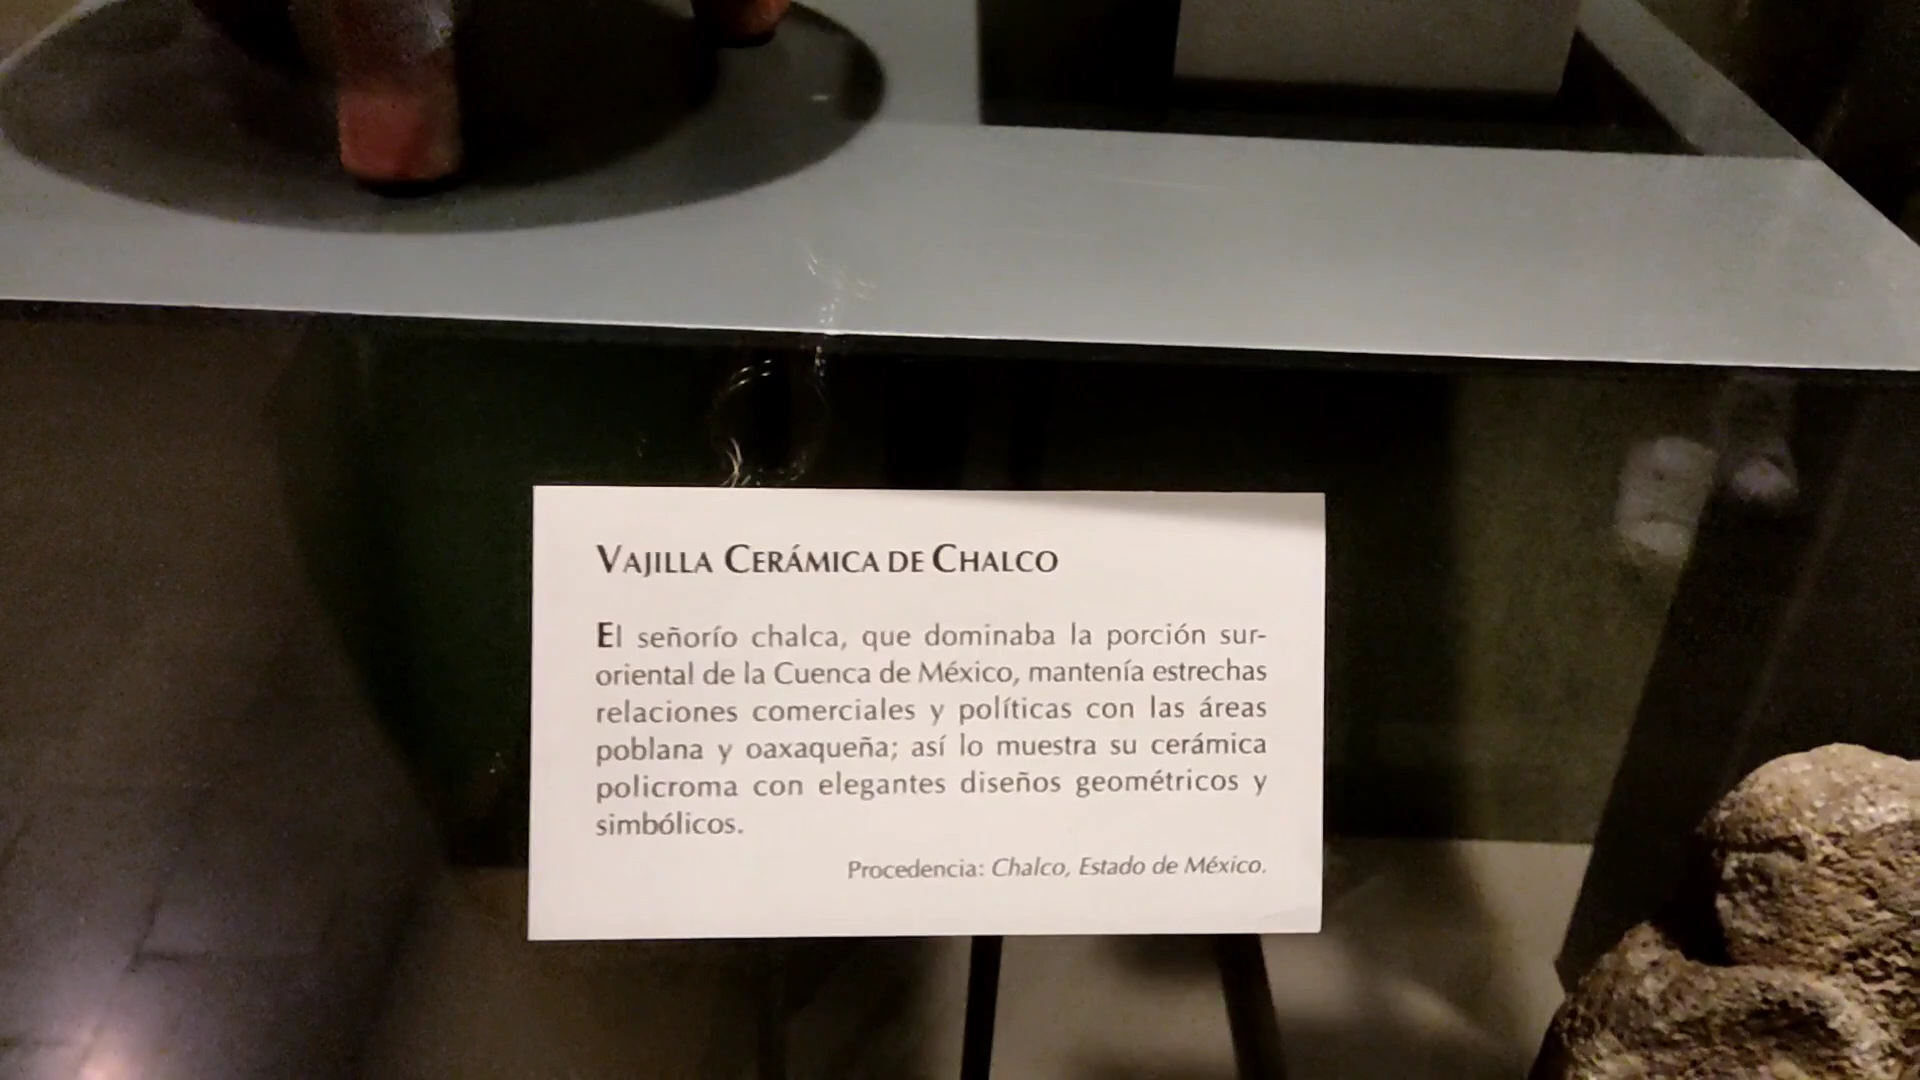 VAJILLA CERÁMICA DE CHALCO
El señorío chalca, que dominaba la porción sur-
oriental de la Cuenca de México, mantenía estrechas
relaciones comerciales y políticas con las áreas
poblana y oaxaqueña; así lo muestra su cerámica
policroma con elegantes diseños geométricos y
simbólicos.
Procedencia: Chalco, Estado de México.